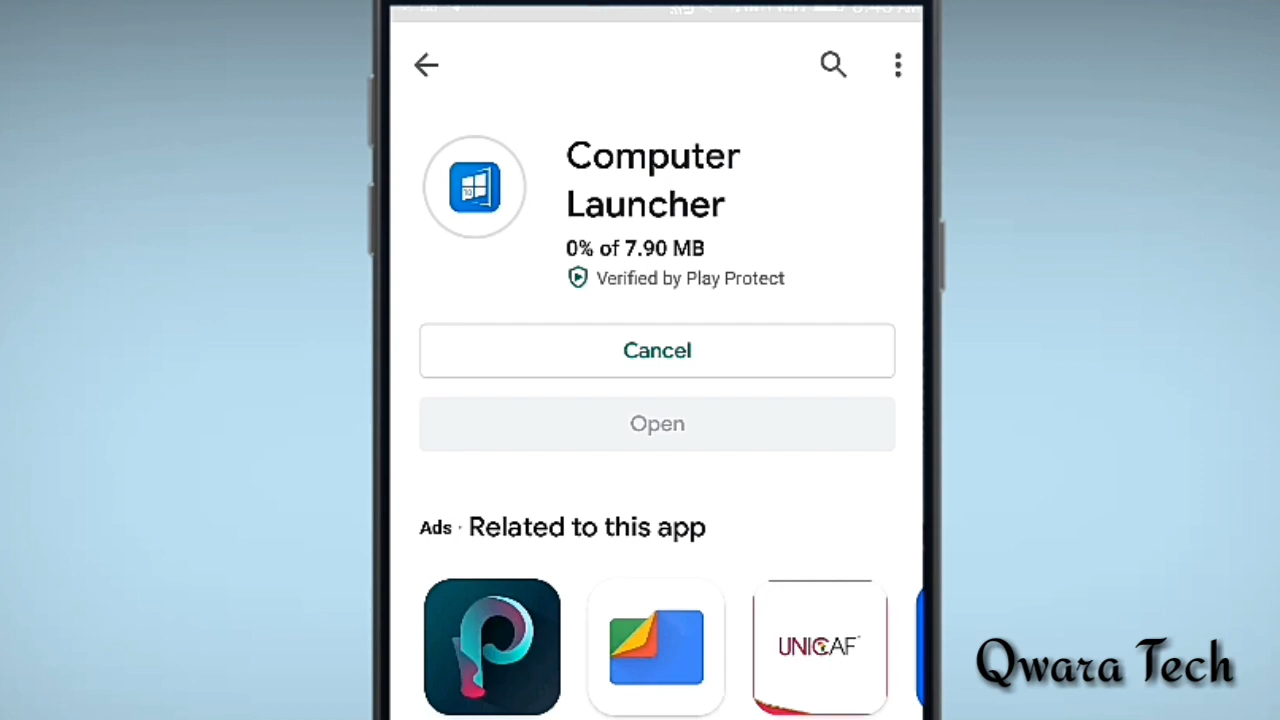 Computer
Launcher
0% of 7.90 MB
Verified by Play Protect
Cancel
Open
Ads · Related to this app
UNICAF
Qwara Tech